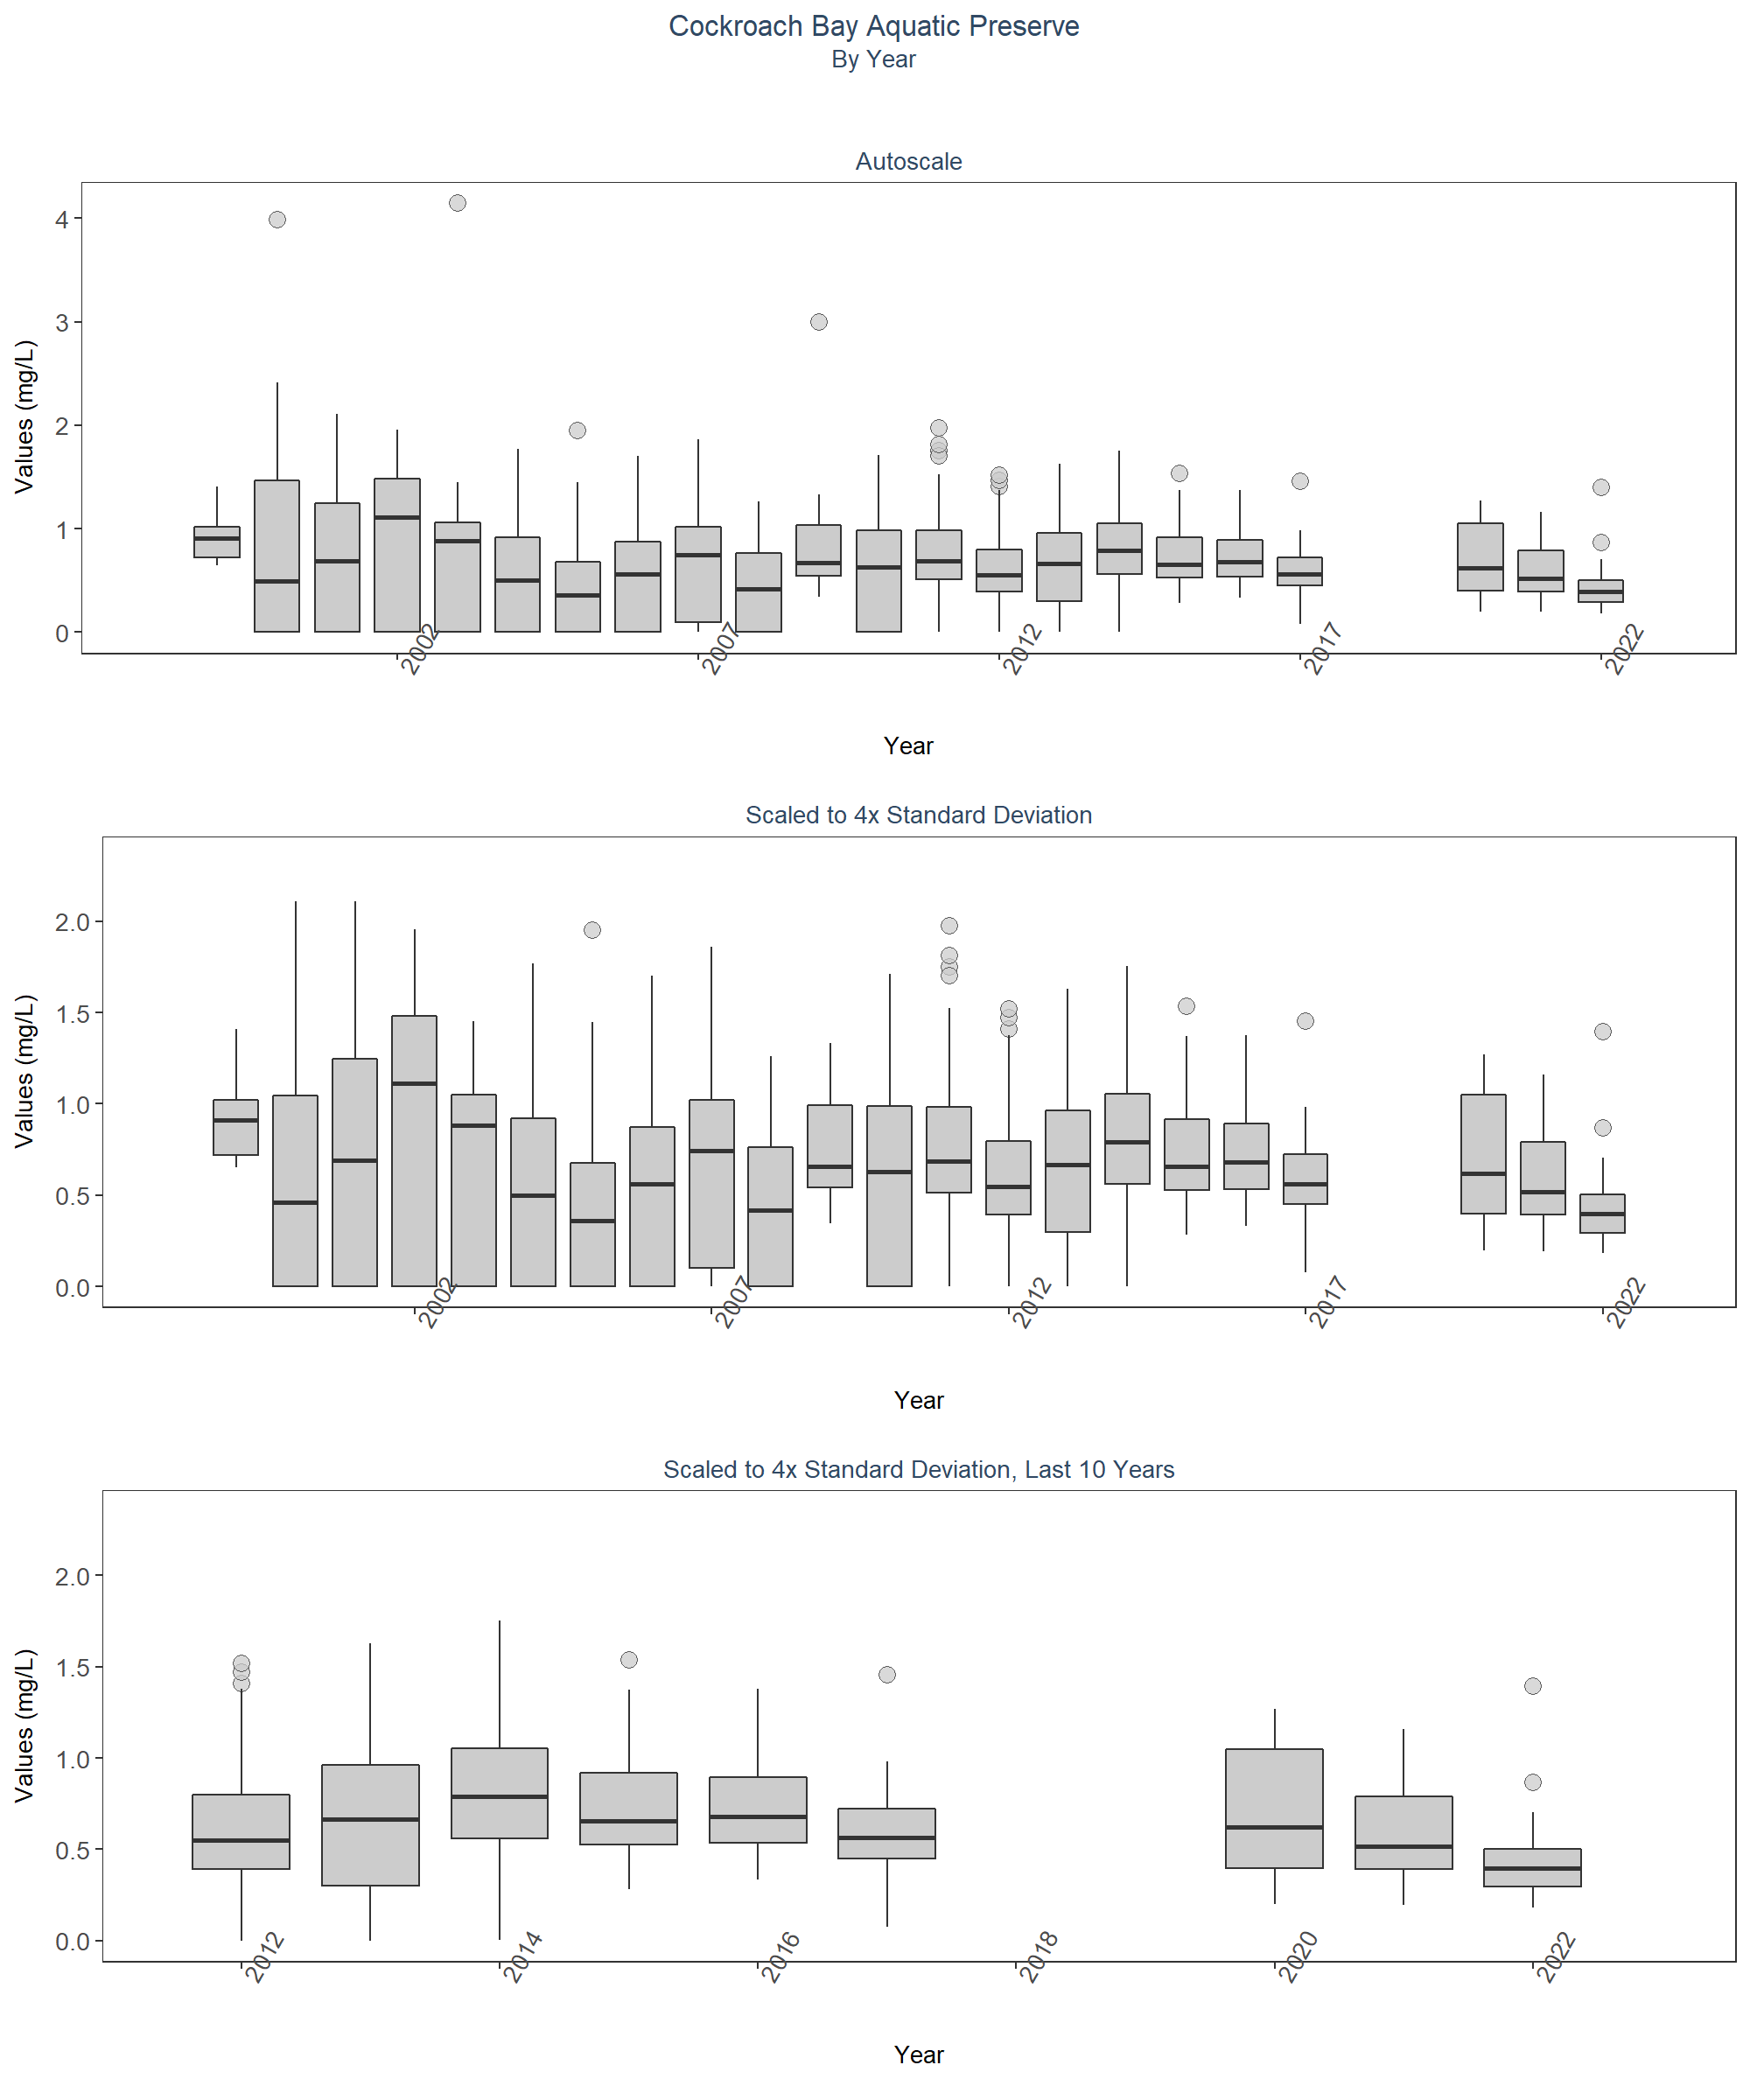 Cockroach Bay Aquatic Preserve
By Year
Autoscale
Values (mg/L)
4
3
2
1
0
2002 2007 2012 2017 2022
Year
Scaled to 4x Standard Deviation
Values (mg/L)
2.0
1.5
1.0
0.5
0.0
2002 2007 2012 2017 2022
Year
Scaled to 4x Standard Deviation, Last 10 Years
Values (mg/L)
2.0
1.5
1.0
0.5
0.0
2012 2014 2016 2018 2020 2022
Year